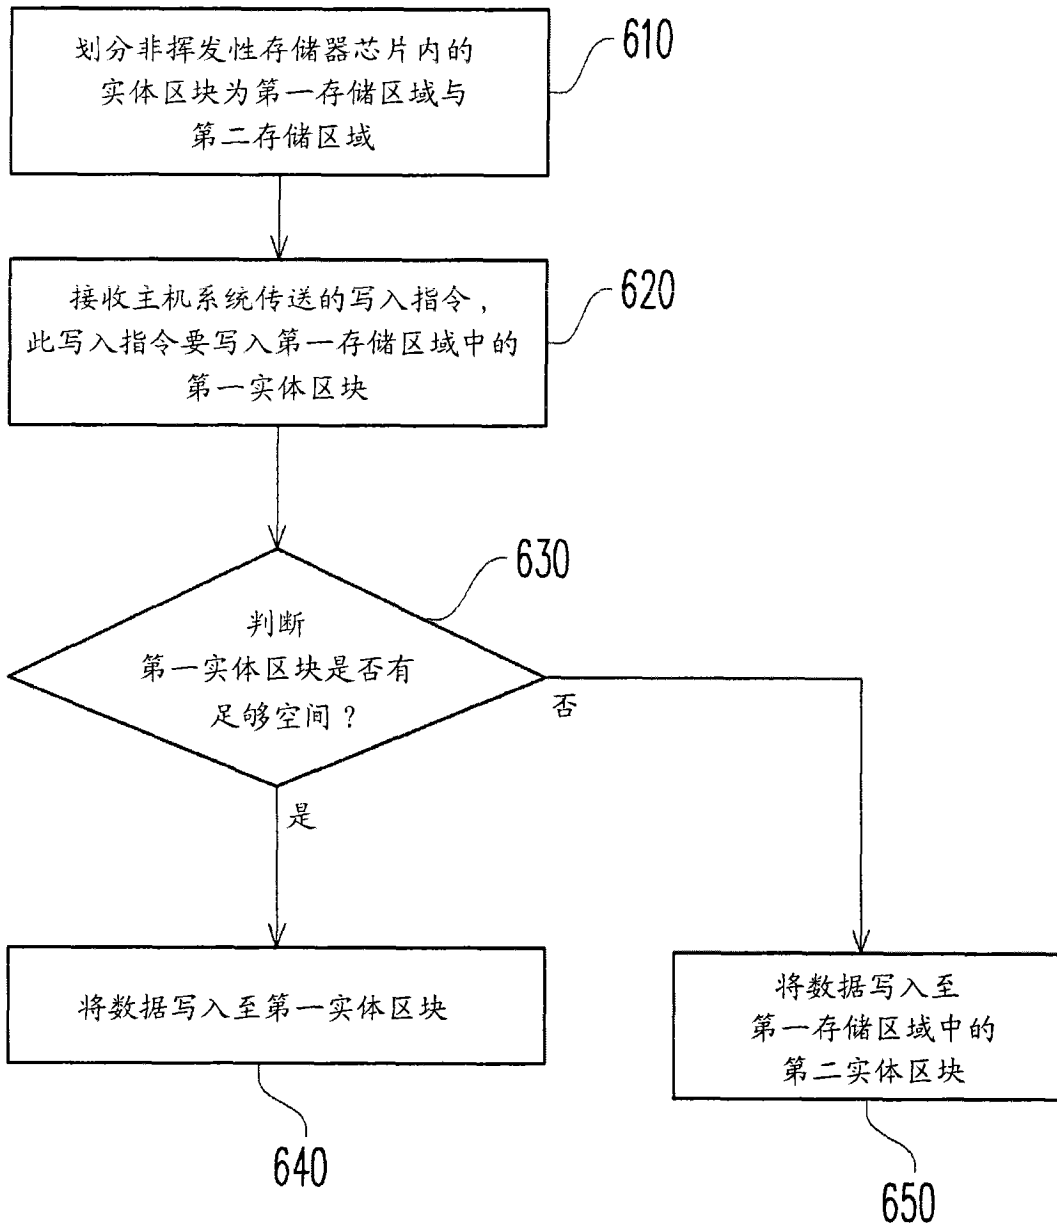 划分非挥发性存储器芯片内的
实体区块为第一存储区域与
第二存储区域
610
接收主机系统传送的写入指令，
此写入指令要写入第一存储区域中的
第一实体区块
620
630
判断
第一实体区块是否有
足够空间？
否
是
将数据写入至第一实体区块
640
将数据写入至
第一存储区域中的
第二实体区块
650